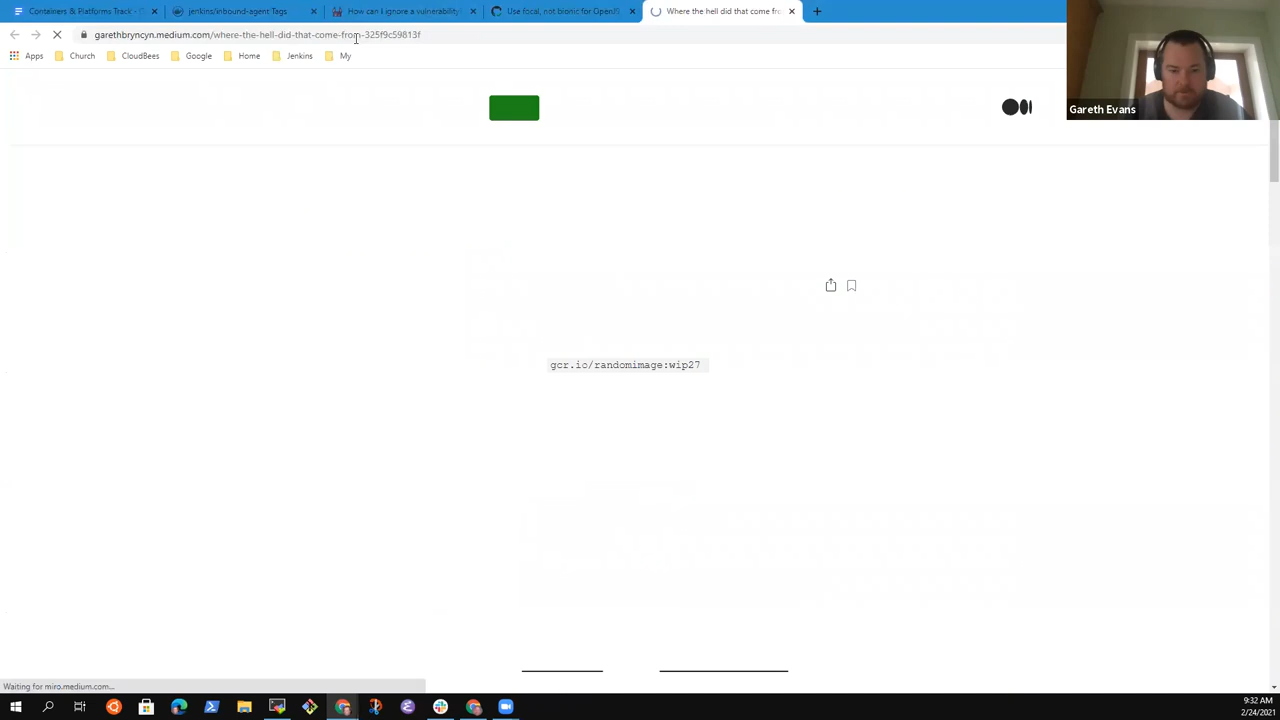 Containers & Platforms Track -
jenkins/inbound-agent Tags
How can I ignore a vulnerability
Use focal, not bionic for OpenJ
Where the hell did that come fro
garethbryncyn.medium.com/where-the-hell-did-that-come-from-325f9c59813f
Apps
Church
CloudBees
Google
Home
Jenkins
My
Gareth Evans
gcr.io/randomimage:wip27
Waiting for miro.medium.com...
9:32 AM
2/24/2021